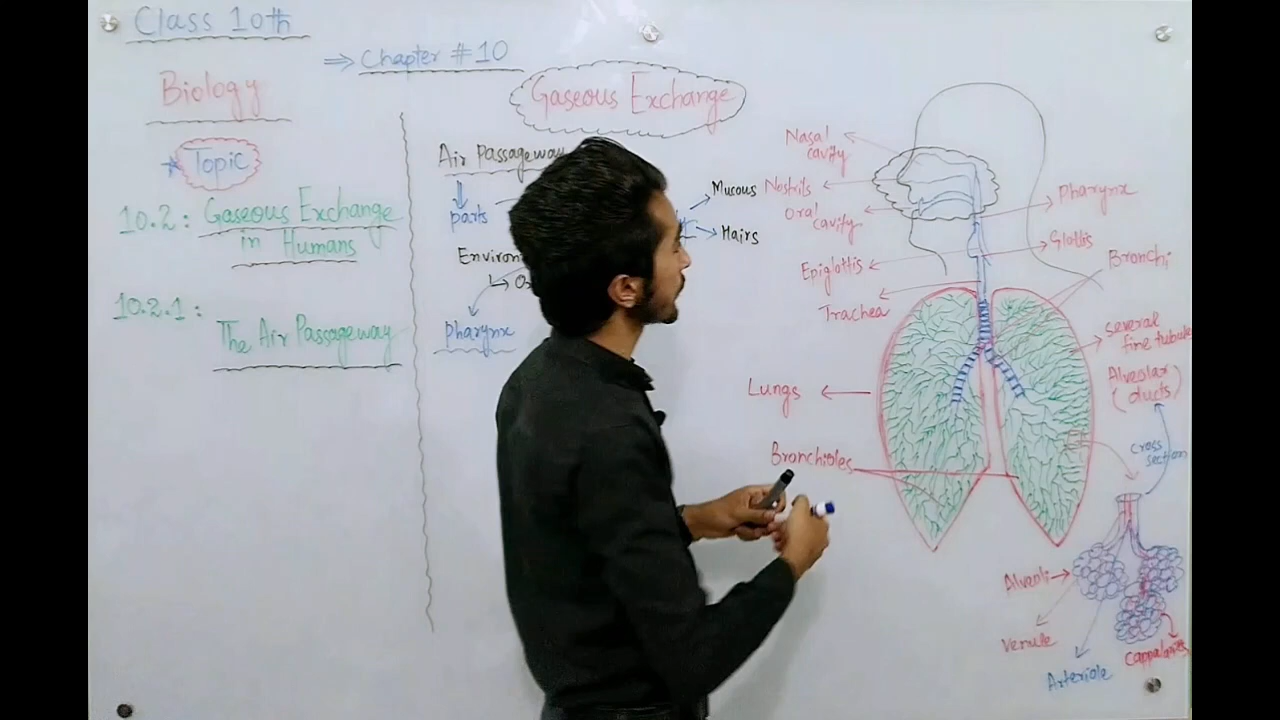 Class 10th
⇒ Chapter # 10
Biology
Gaseous Exchange
Topic
10.2: Gaseous Exchange
in Humans
10.2.1:
The Air Passageway
Air Passageway
parts
Environ
Pharynx
Mucous
Hairs
Nasal
cavity
Nostrils
Oral
cavity
Epiglottis
Trachea
Lungs
Bronchioles
Pharynx
Glottis
Bronchi
several
fine tubule
Alveolar
(ducts)
cross
section
Alveoli
Venule
Arteriole
Cappalaries